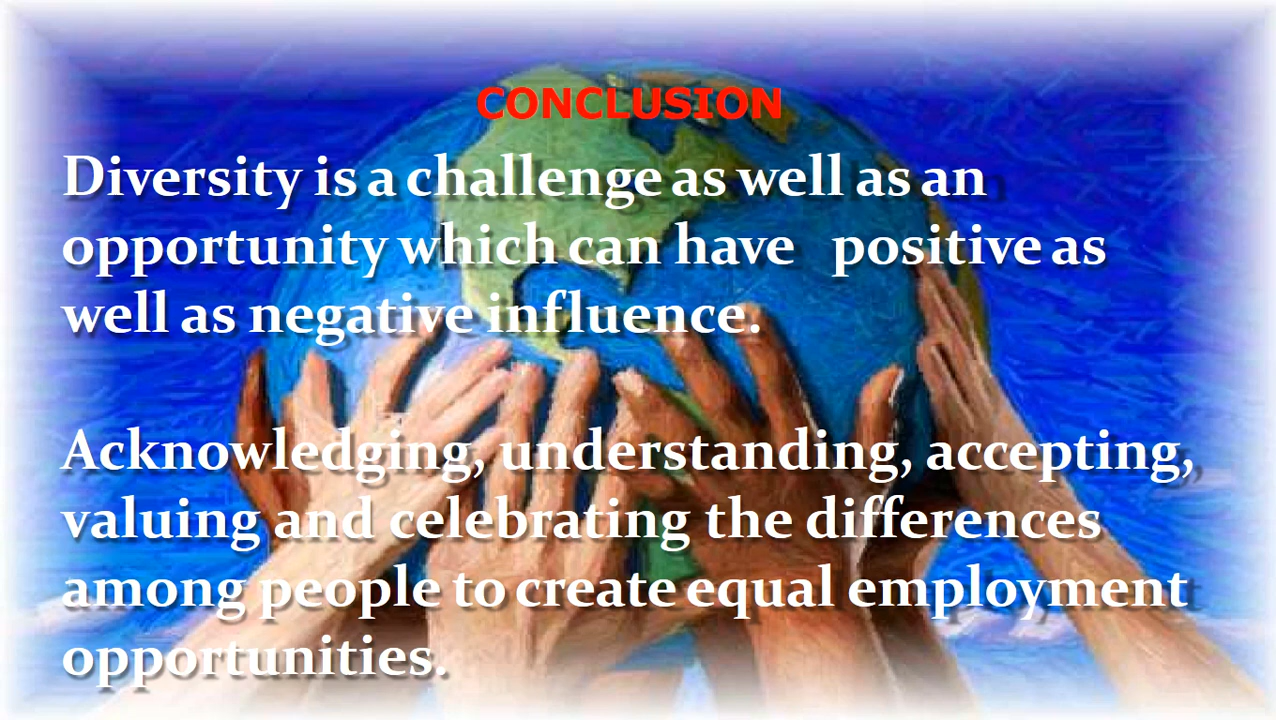 CONCLUSION
Diversity is a challenge as well as an
opportunity which can have positive as
well as negative influence.
Acknowledging, understanding, accepting,
valuing and celebrating the differences
among people to create equal employment
opportunities.